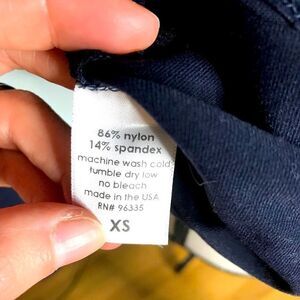 86% nylon
14% spandex
machine wash cold
tumble dry low
no bleach
made in the USA
RN# 96335
XS